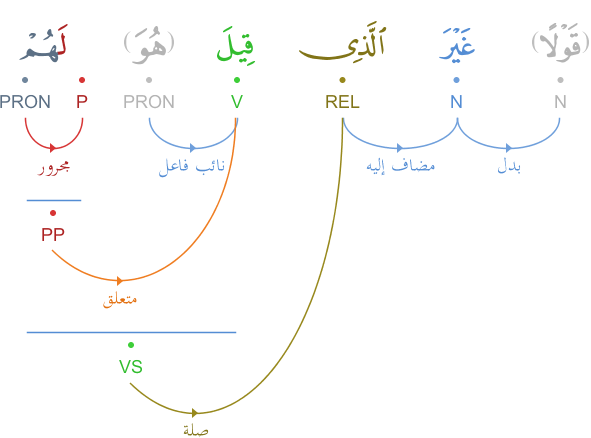 (قَوْلًا) غَيْرَ ٱلَّذِى قِيلَ (هُوَ) لَهُمْ
PRON P PRON V REL N N
مجرور نائب فاعل مضاف إليه بدل
PP
متعلق
VS
صلة